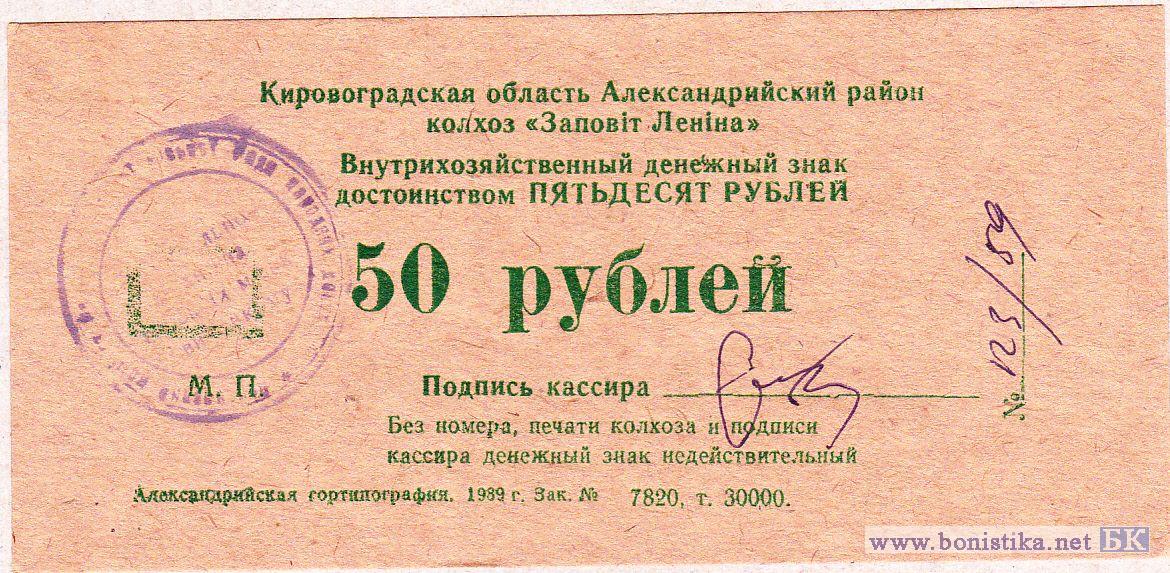 Кировоградская область Александрийский район
колхоз «Заповіт Леніна»
Внутрихозяйственный денежный знак
достоинством ПЯТЬДЕСЯТ РУБЛЕЙ
50 рублей
М. П.
Подпись кассира
№ 123/59
Без номера, печати колхоза и подписи
кассира денежный знак недействительный
Александрийская гортипография. 1989 г. Зак. № 7820, т. 30000.
www.bonistika.net БК